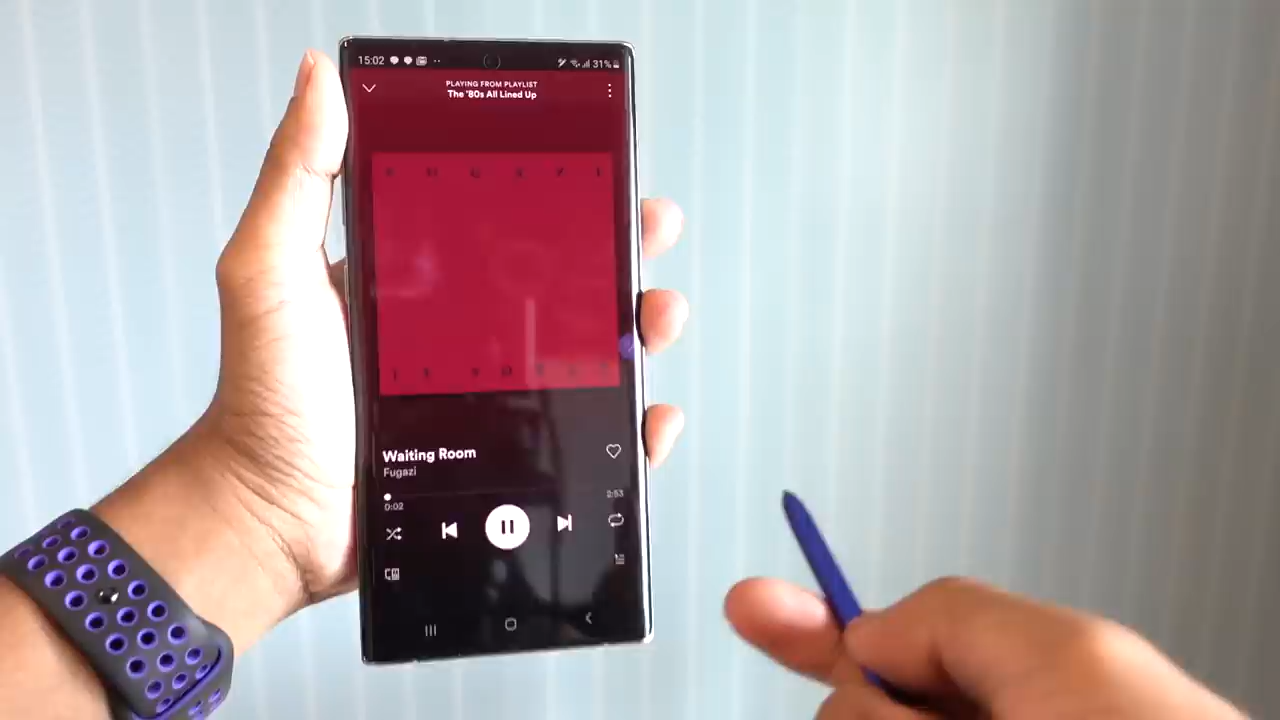 15:02
31%
PLAYING FROM PLAYLIST
The '80s All Lined Up
Waiting Room
Fugazi
0:02
2:53